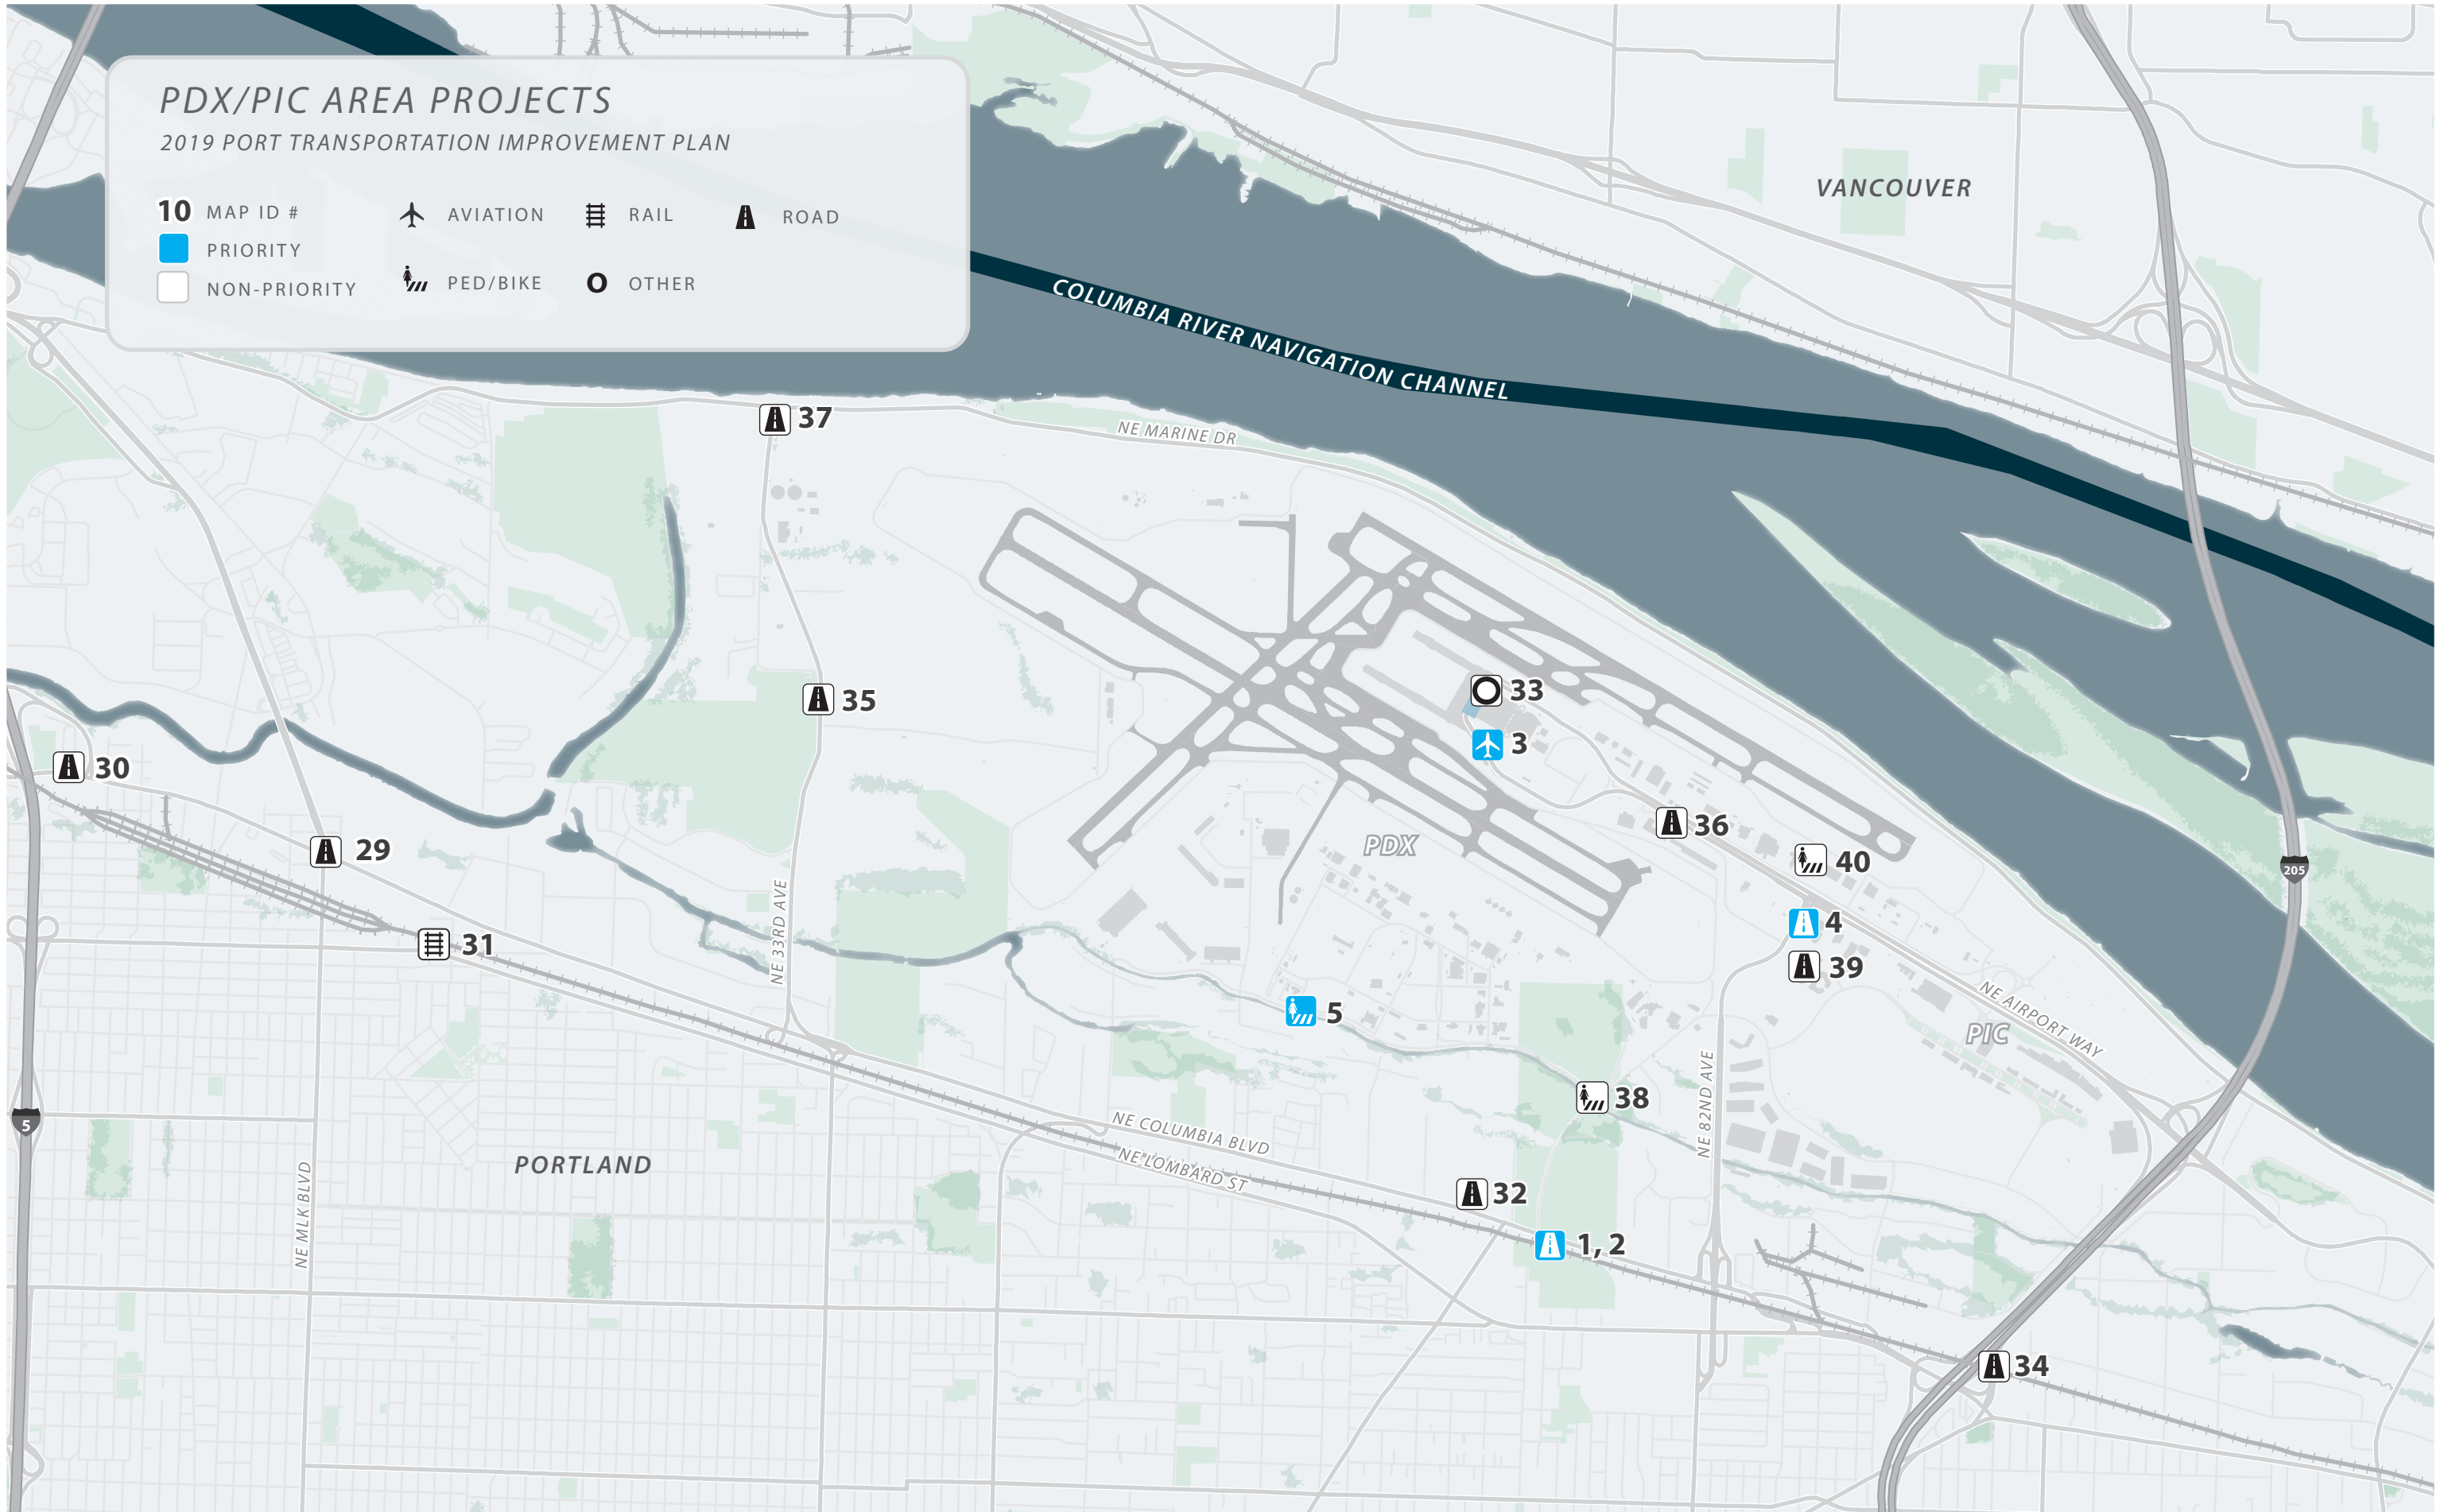 PDX/PIC AREA PROJECTS
2019 PORT TRANSPORTATION IMPROVEMENT PLAN
10 MAP ID #
PRIORITY
NON-PRIORITY
AVIATION
RAIL
ROAD
PED/BIKE
OTHER
VANCOUVER
COLUMBIA RIVER NAVIGATION CHANNEL
37
NE MARINE DR
35
33
3
30
36
29
PDX
40
205
4
31
39
NE 33RD AVE
5
NE AIRPORT WAY
PIC
38
NE 82ND AVE
5
NE COLUMBIA BLVD
NE LOMBARD ST
PORTLAND
NE MLK BLVD
32
1, 2
34